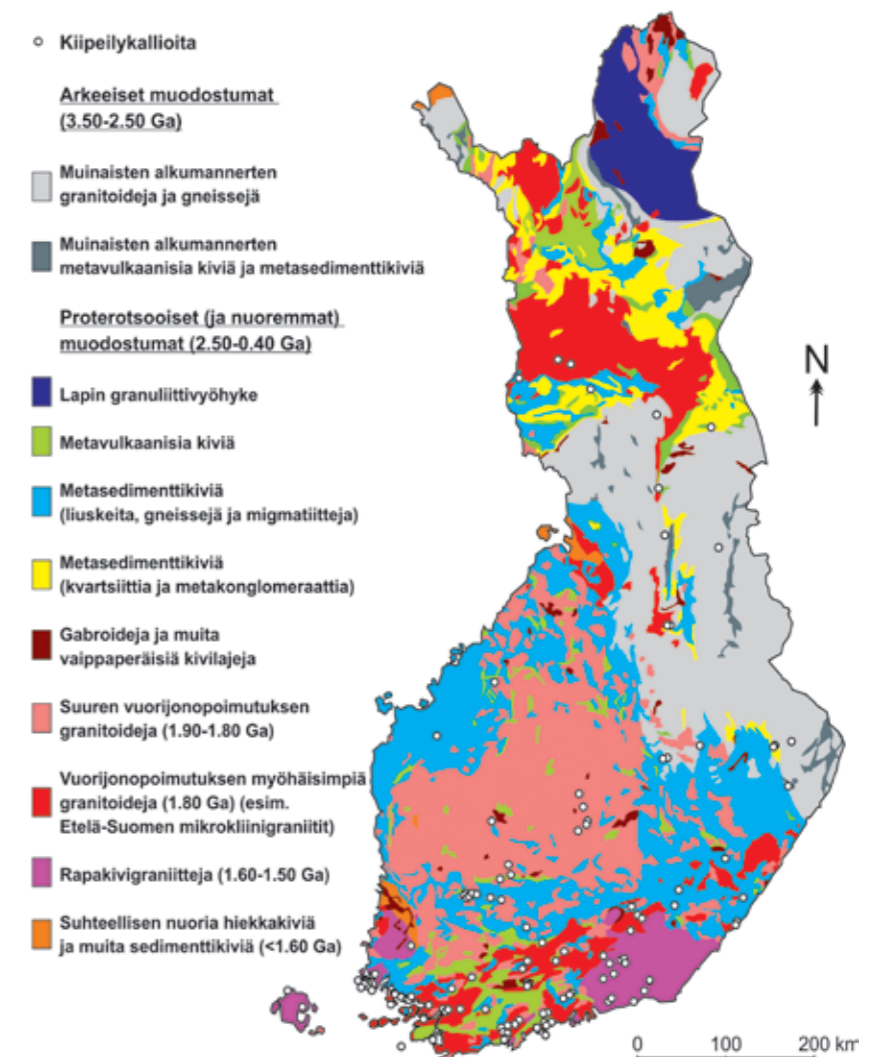 Kiipeilykallioita
Arkeeiset muodostumat
(3.50-2.50 Ga)
Muinaisten alkumannerten
granitoideja ja gneissejä
Muinaisten alkumannerten
metavulkaanisia kiviä ja metasedimenttikiviä
Proterotsooiset (ja nuoremmat)
muodostumat (2.50-0.40 Ga)
Lapin granuliittivyöhyke
Metavulkaanisia kiviä
Metasedimenttikiviä
(liuskeita, gneissejä ja migmatiitteja)
Metasedimenttikiviä
(kvartsiittia ja metakonglomeraattia)
Gabroideja ja muita
vaippaperäisiä kivilajeja
Suuren vuorijonopoimutuksen
granitoideja (1.90-1.80 Ga)
Vuorijonopoimutuksen myöhäisimpiä
granitoideja (1.80 Ga) (esim.
Etelä-Suomen mikrokliinigraniitit)
Rapakivigraniitteja (1.60-1.50 Ga)
Suhteellisen nuoria hiekkakiviä
ja muita sedimenttikiviä (<1.60 Ga)
N
0 100 200 km